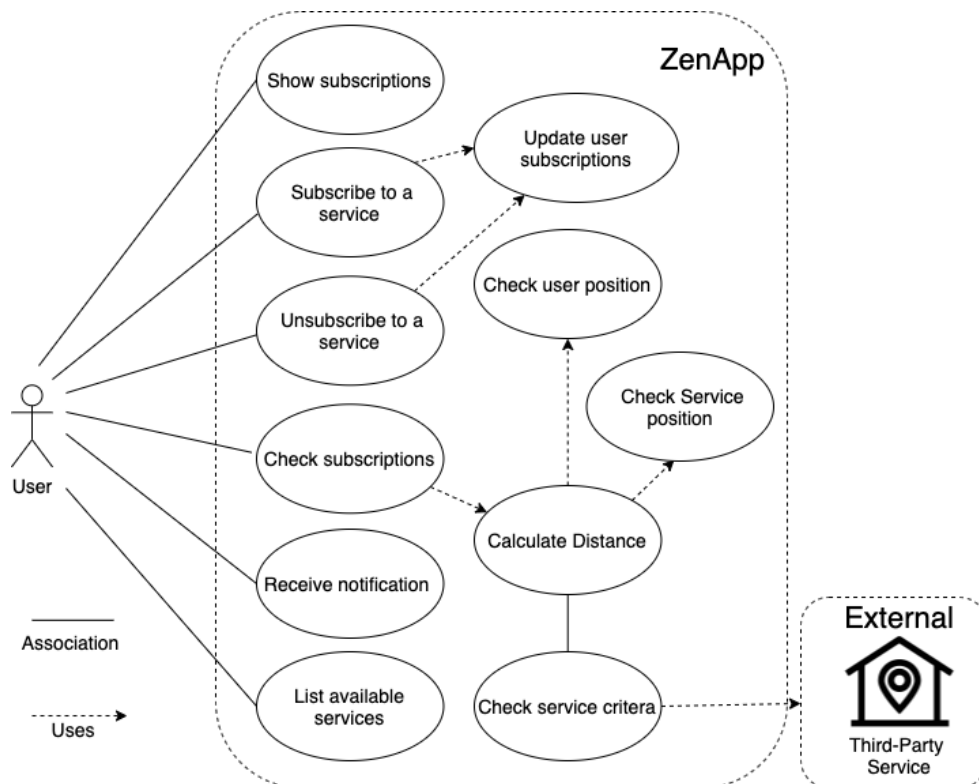 ZenApp
Show subscriptions
Update user
subscriptions
Subscribe to a
service
Check user position
Unsubscribe to a
service
Check Service
position
User
Check subscriptions
Calculate Distance
Receive notification
Association
External
List available
services
Check service critera
Uses
Third-Party
Service